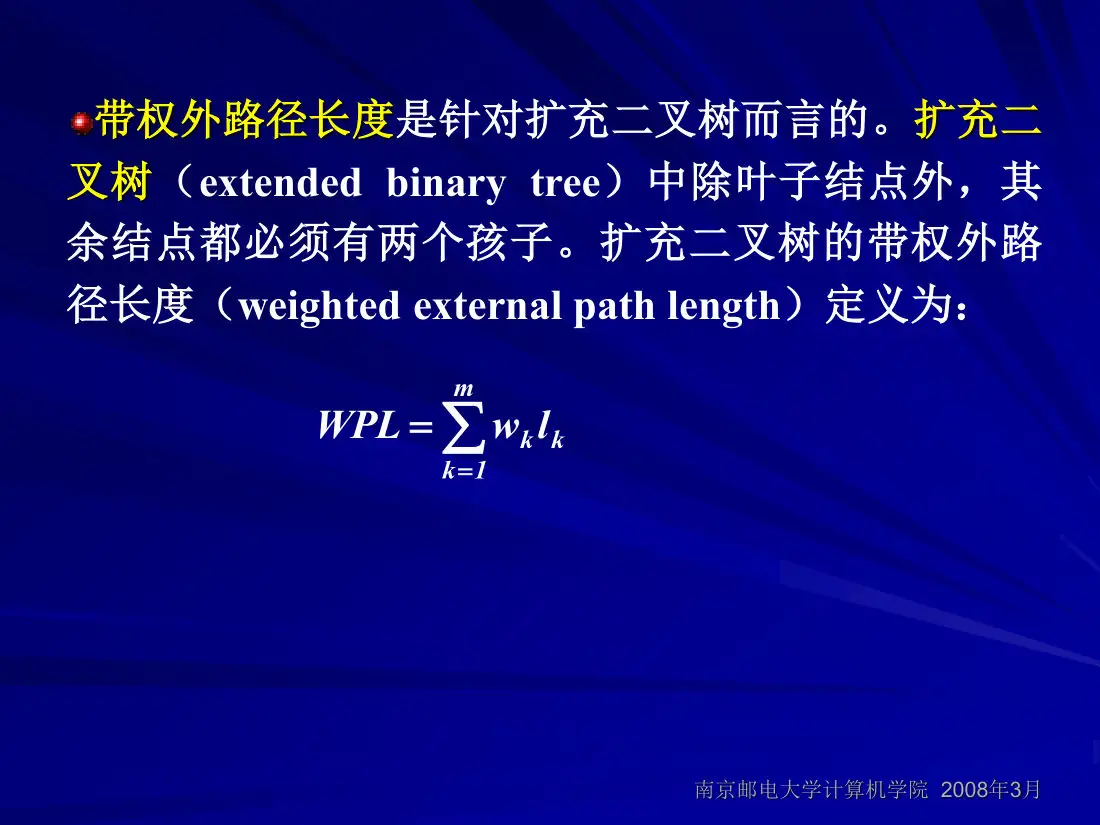 带权外路径长度是针对扩充二叉树而言的。扩充二
叉树（extended binary tree）中除叶子结点外，其
余结点都必须有两个孩子。扩充二叉树的带权外路
径长度（weighted external path length）定义为：
m
WPL = ∑ wₖ lₖ
k=1
南京邮电大学计算机学院 2008年3月